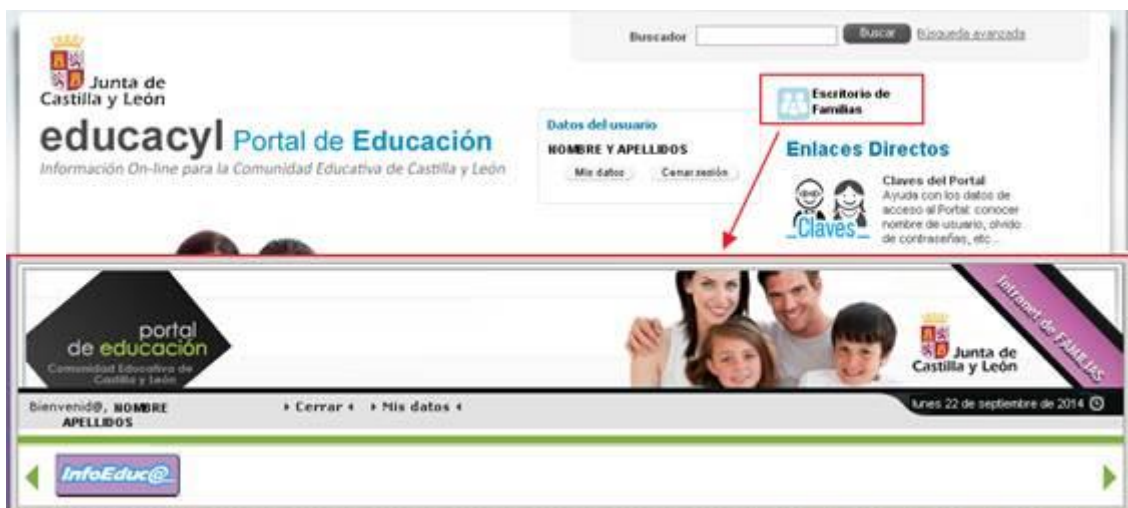 Buscador
Buscar
Búsqueda avanzada
Junta de
Castilla y León
Escritorio de
Familias
educacyl Portal de Educación
Información On-line para la Comunidad Educativa de Castilla y León
Datos del usuario
NOMBRE Y APELLIDOS
Mis datos
Cerrar sesión
Enlaces Directos
Claves del Portal
Ayuda con los datos de
acceso al Portal: conocer
nombre de usuario, olvido
de contraseñas, etc...
_Claves_
portal
de educación
Comunidad Educativa de
Castilla y León
Junta de
Castilla y León
Intranet de FAMILIAS
Bienvenid@, NOMBRE
APELLIDOS
Cerrar
Mis datos
lunes 22 de septiembre de 2014
InfoEduc@